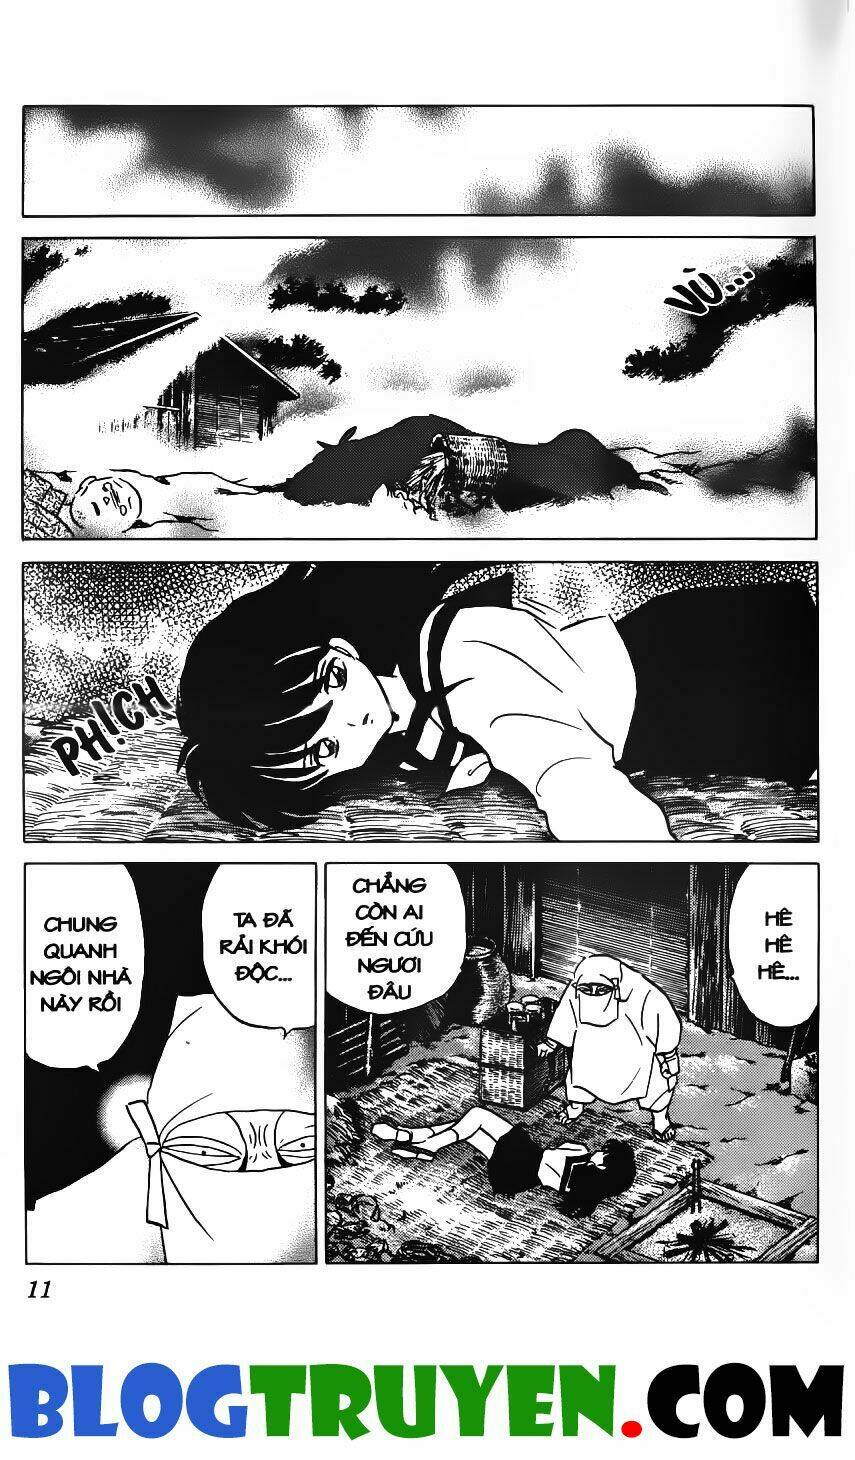 VÙ...
PHỊCH
HÊ
HÊ
HÊ...
CHẲNG
CÒN AI
ĐẾN CỨU
NGƯƠI
ĐÂU
TA ĐÃ
RẢI KHÓI
ĐỘC...
CHUNG
QUANH
NGÔI NHÀ
NÀY RỒI
11
BLOGTRUYEN.COM